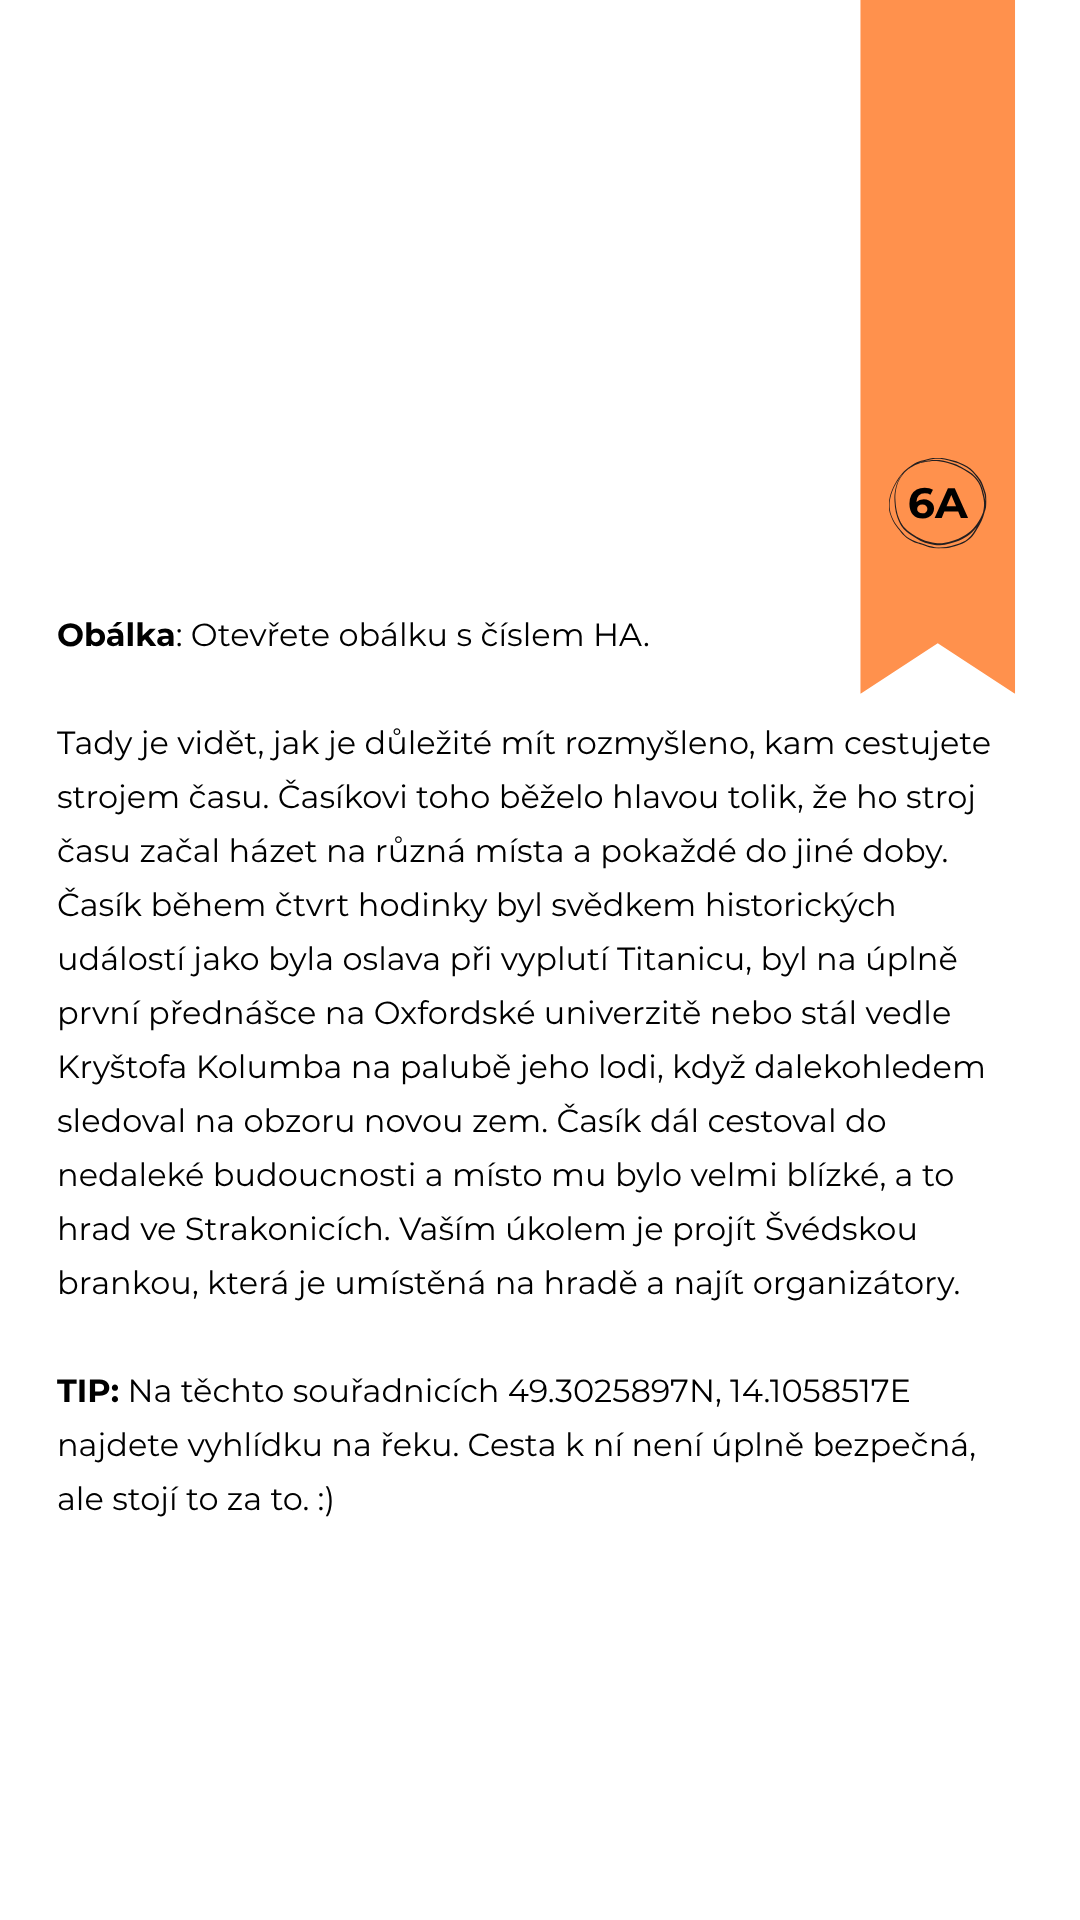 6A
Obálka: Otevřete obálku s číslem HA.
Tady je vidět, jak je důležité mít rozmyšleno, kam cestujete
strojem času. Časíkovi toho běželo hlavou tolik, že ho stroj
času začal házet na různá místa a pokaždé do jiné doby.
Časík během čtvrt hodinky byl svědkem historických
událostí jako byla oslava při vyplutí Titanicu, byl na úplně
první přednášce na Oxfordské univerzitě nebo stál vedle
Kryštofa Kolumba na palubě jeho lodi, když dalekohledem
sledoval na obzoru novou zem. Časík dál cestoval do
nedaleké budoucnosti a místo mu bylo velmi blízké, a to
hrad ve Strakonicích. Vaším úkolem je projít Švédskou
brankou, která je umístěná na hradě a najít organizátory.
TIP: Na těchto souřadnicích 49.3025897N, 14.1058517E
najdete vyhlídku na řeku. Cesta k ní není úplně bezpečná,
ale stojí to za to. :)